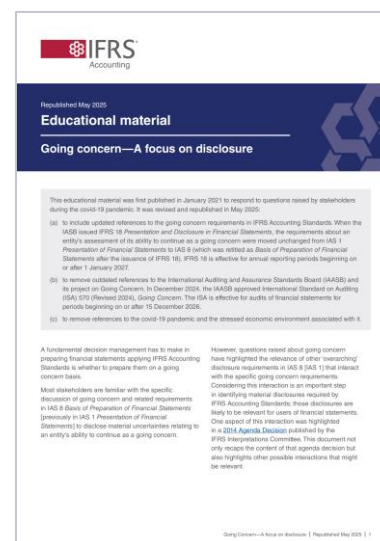 IFRS
Accounting
Republished May 2025
Educational material
Going concern—A focus on disclosure
This educational material was first published in January 2021 to respond to questions raised by stakeholders
during the covid-19 pandemic. It was revised and republished in May 2025:
(a) to include updated references to the going concern requirements in IFRS Accounting Standards. When the
IASB issued IFRS 18 Presentation and Disclosure in Financial Statements, the requirements about an
entity's assessment of its ability to continue as a going concern were moved unchanged from IAS 1
Presentation of Financial Statements to IAS 8 (which was retitled as Basis of Preparation of Financial
Statements after the issuance of IFRS 18). IFRS 18 is effective for annual reporting periods beginning on
or after 1 January 2027.
(b) to remove outdated references to the International Auditing and Assurance Standards Board (IAASB) and
its project on Going Concern. In December 2024, the IAASB approved International Standard on Auditing
(ISA) 570 (Revised 2024), Going Concern. The ISA is effective for audits of financial statements for
periods beginning on or after 15 December 2026.
(c) to remove references to the covid-19 pandemic and the stressed economic environment associated with it.
A fundamental decision management has to make in
preparing financial statements applying IFRS Accounting
Standards is whether to prepare them on a going
concern basis.
Most stakeholders are familiar with the specific
discussion of going concern and related requirements
in IAS 8 Basis of Preparation of Financial Statements
[previously in IAS 1 Presentation of Financial
Statements] to disclose material uncertainties relating to
an entity's ability to continue as a going concern.
However, questions raised about going concern
have highlighted the relevance of other 'overarching'
disclosure requirements in IAS 8 [IAS 1] that interact
with the specific going concern requirements.
Considering this interaction is an important step
in identifying material disclosures required by
IFRS Accounting Standards; those disclosures are
likely to be relevant for users of financial statements.
One aspect of this interaction was highlighted
in a 2014 Agenda Decision published by the
IFRS Interpretations Committee. This document not
only recaps the content of that agenda decision but
also highlights other possible interactions that might
be relevant.
Going Concern—A focus on disclosure | Republished May 2025 | 1